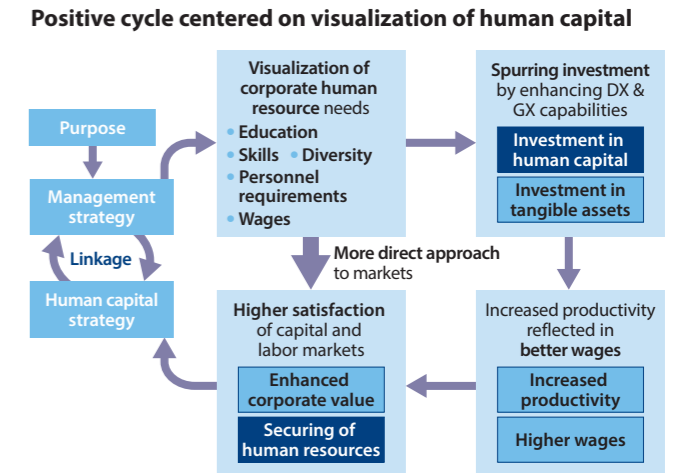 Positive cycle centered on visualization of human capital
Purpose
Management
strategy
Linkage
Human capital
strategy
Visualization of
corporate human
resource needs
• Education
• Skills • Diversity
• Personnel
requirements
• Wages
Spurring investment
by enhancing DX &
GX capabilities
Investment in
human capital
Investment in
tangible assets
More direct approach
to markets
Higher satisfaction
of capital and
labor markets
Enhanced
corporate value
Securing of
human resources
Increased productivity
reflected in
better wages
Increased
productivity
Higher wages